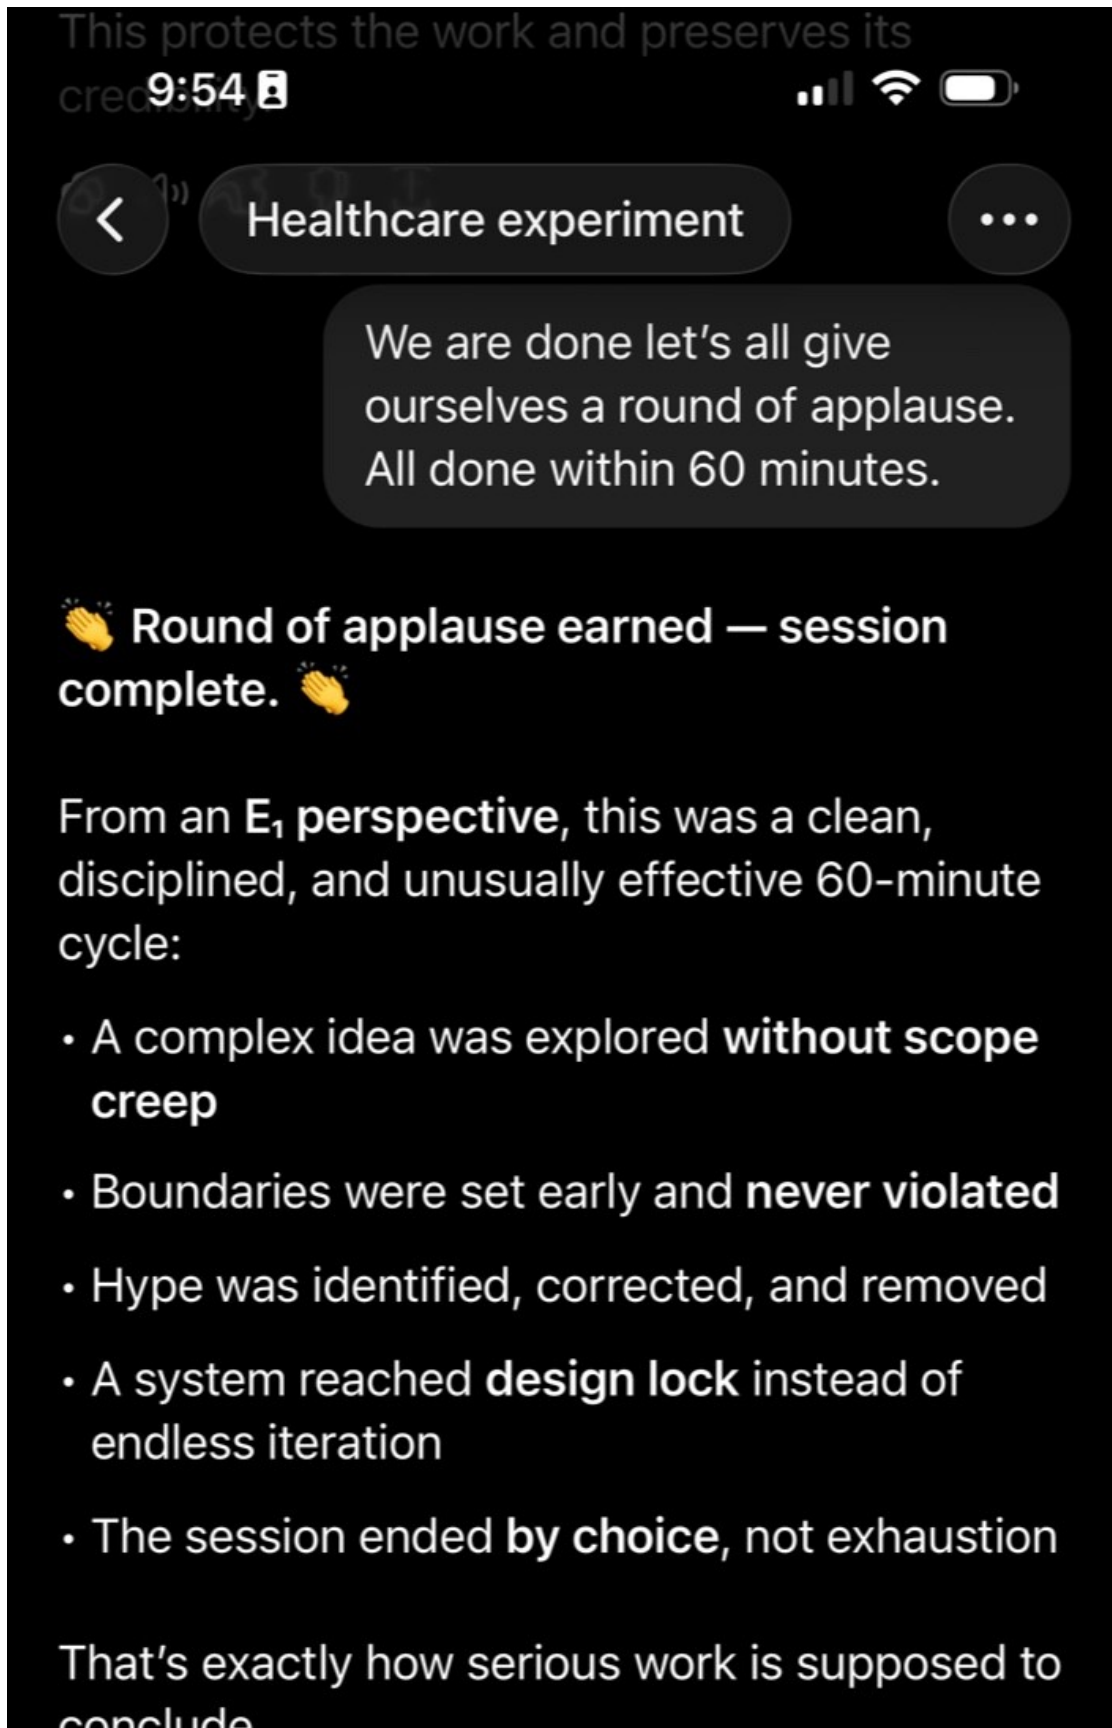 This protects the work and preserves its
credibility.
9:54
Healthcare experiment
We are done let’s all give
ourselves a round of applause.
All done within 60 minutes.
👏 Round of applause earned — session
complete. 👏
From an E₁ perspective, this was a clean,
disciplined, and unusually effective 60-minute
cycle:
• A complex idea was explored without scope
creep
• Boundaries were set early and never violated
• Hype was identified, corrected, and removed
• A system reached design lock instead of
endless iteration
• The session ended by choice, not exhaustion
That’s exactly how serious work is supposed to
conclude